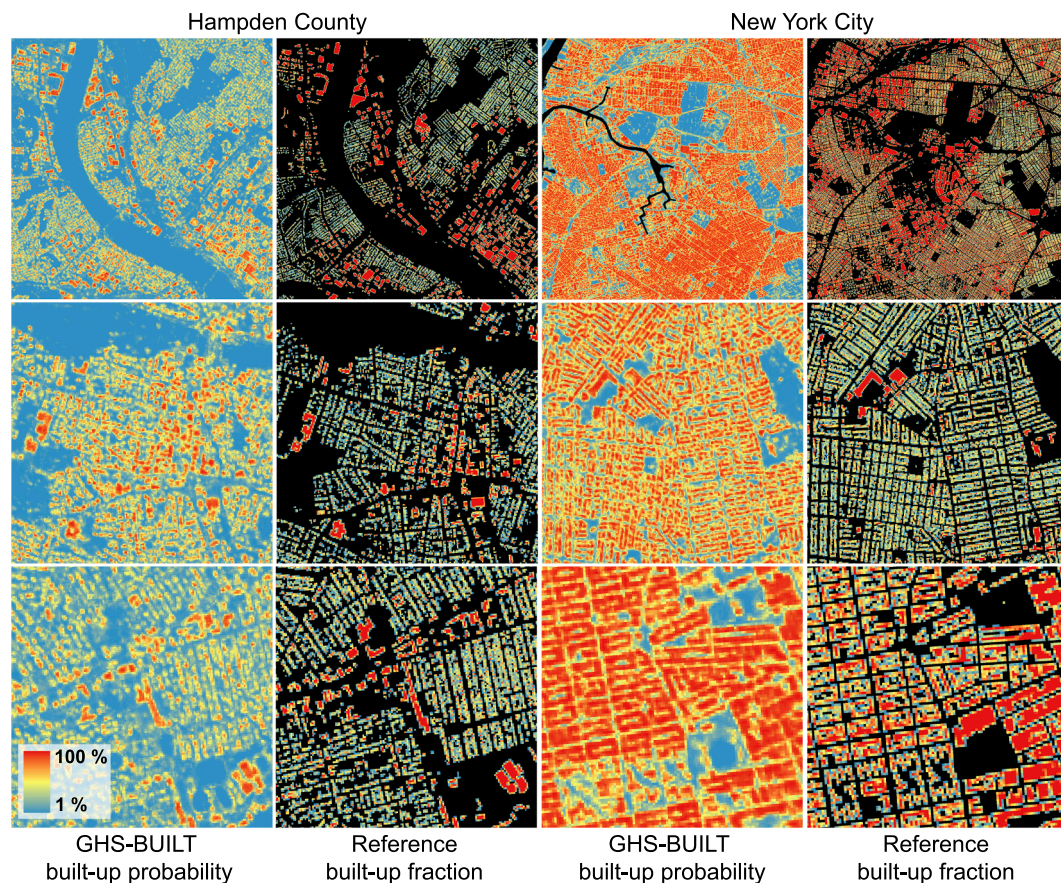 Hampden County
New York City
100 %
1 %
GHS-BUILT
built-up probability
Reference
built-up fraction
GHS-BUILT
built-up probability
Reference
built-up fraction